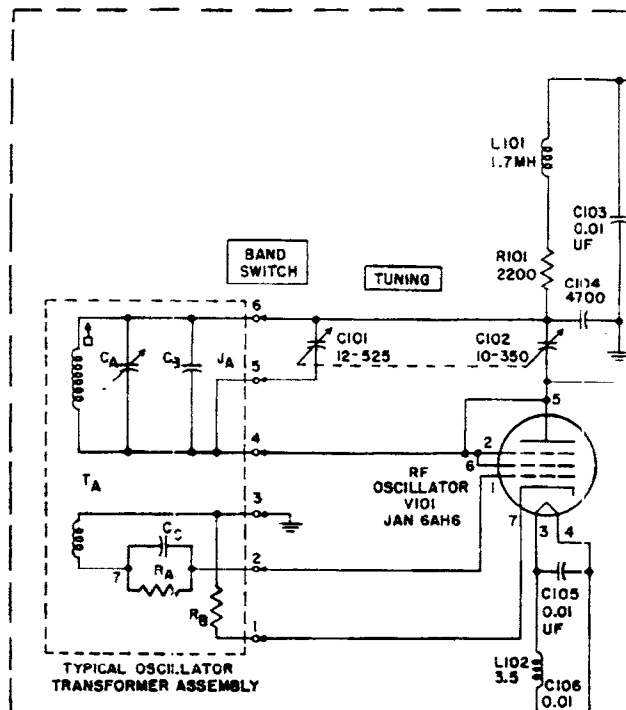 L101
1.7MH
C103
0.01
UF
BAND
SWITCH
TUNING
R101
2200
C104
4700
6
C101
12-525
C102
10-350
CA
CB
JA
5
5
4
2
6
1
RF
OSCILLATOR
V101
JAN 6AH6
TA
3
7
3
4
CC
2
7
RA
RB
C105
0.01
UF
1
L102
3.5
C106
0.01
TYPICAL OSCILLATOR
TRANSFORMER ASSEMBLY